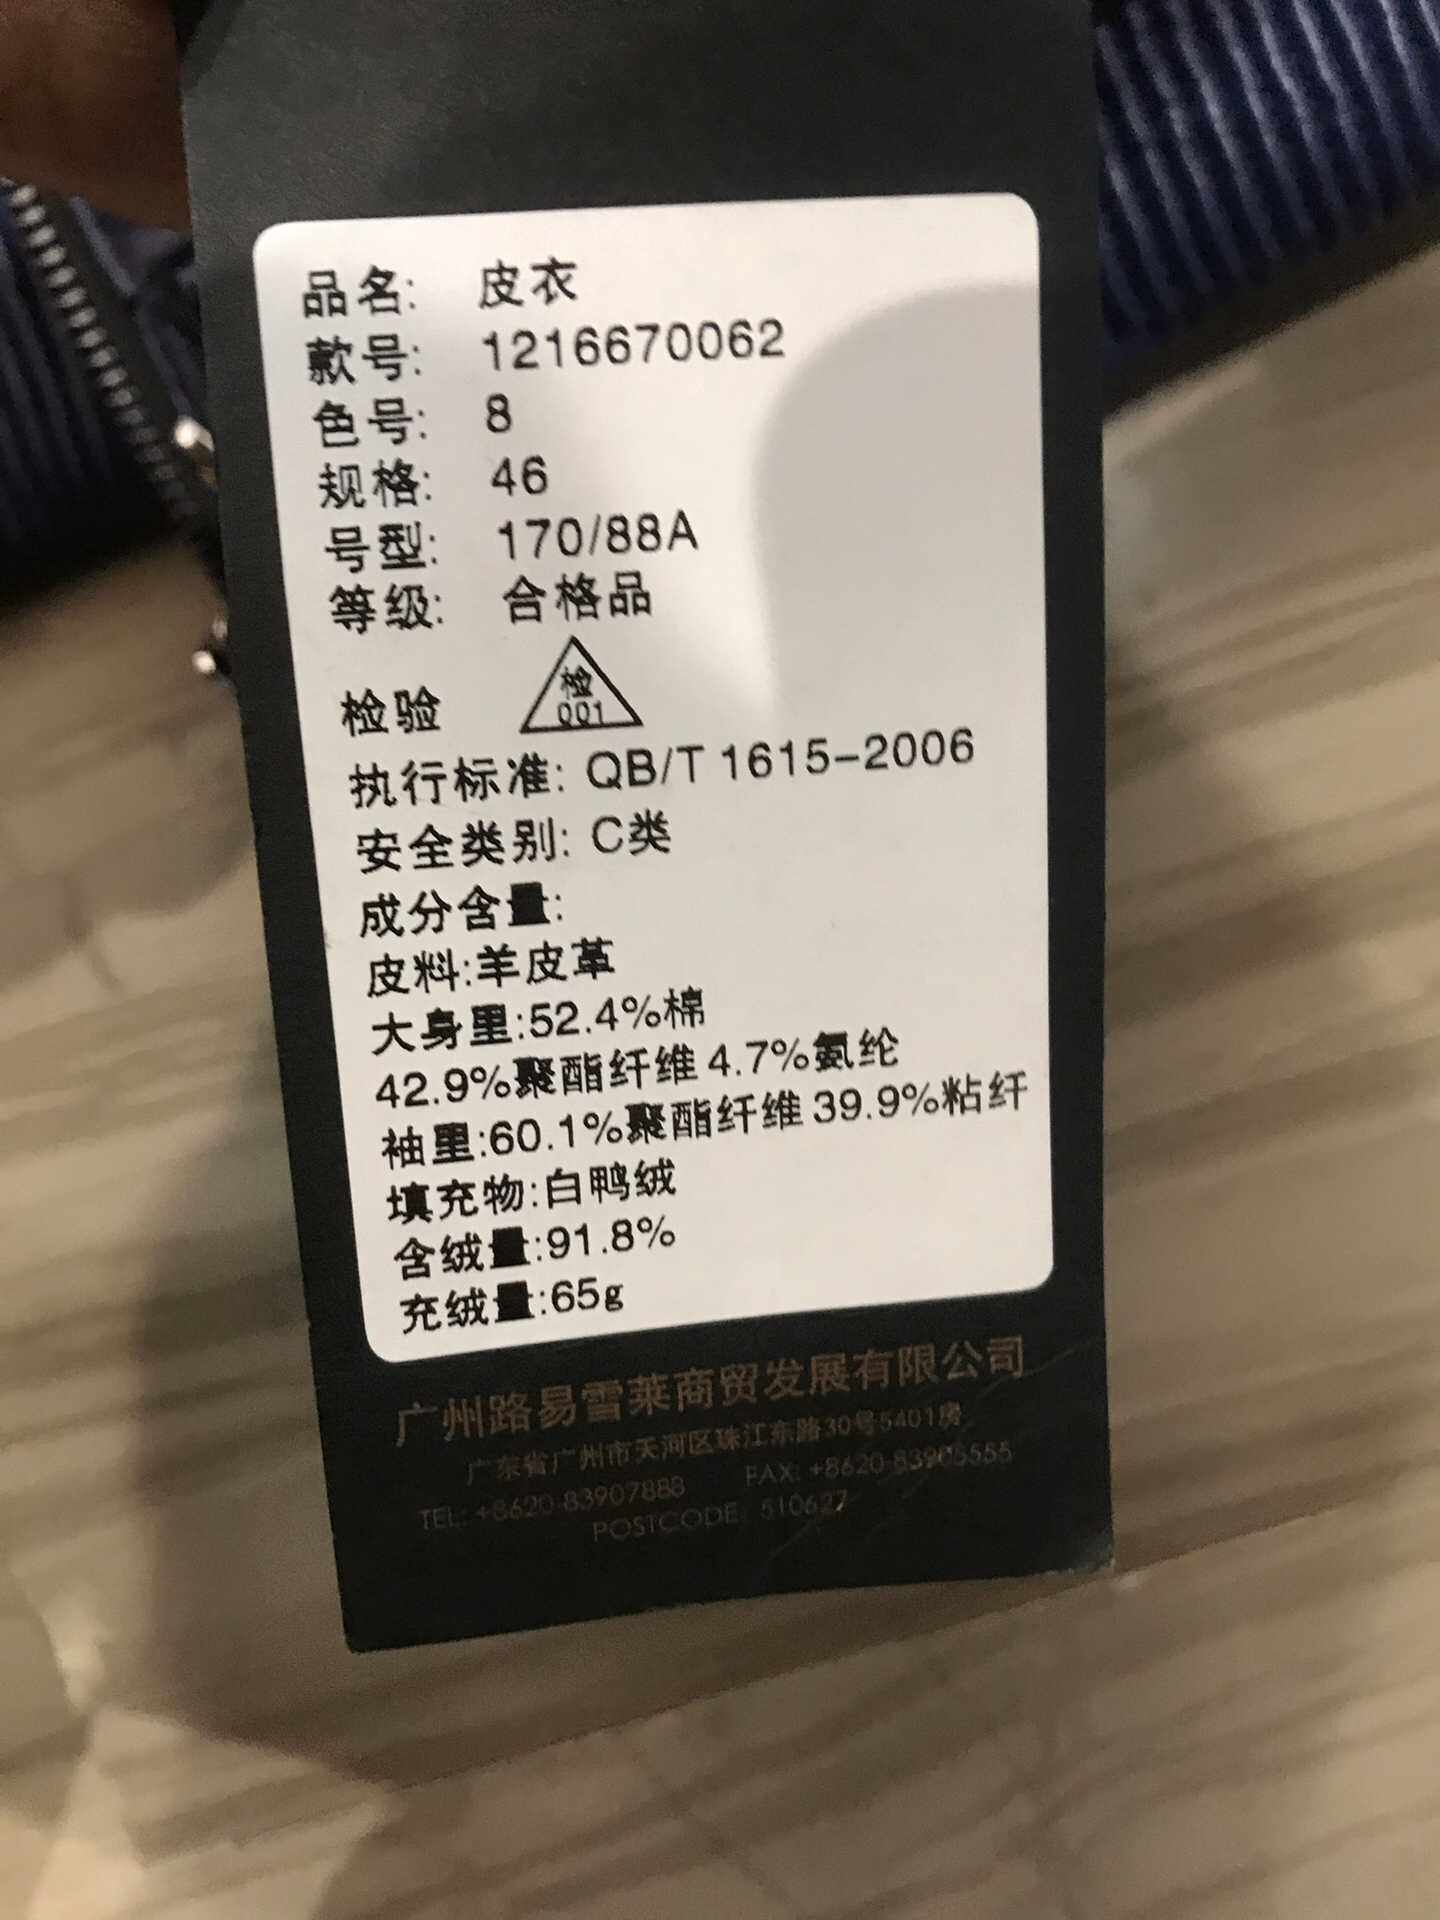 品名: 皮衣
款号: 1216670062
色号: 8
规格: 46
号型: 170/88A
等级: 合格品
检
001
检验
执行标准: QB/T 1615-2006
安全类别: C类
成分含量:
皮料:羊皮革
大身里:52.4%棉
42.9%聚酯纤维 4.7%氨纶
袖里:60.1%聚酯纤维 39.9%粘纤
填充物:白鸭绒
含绒量:91.8%
充绒量:65g
广州路易雪莱商贸发展有限公司
广东省广州市天河区珠江东路30号5401房
TEL: +8620-83907888 FAX: +8620-83905555
POSTCODE: 510627